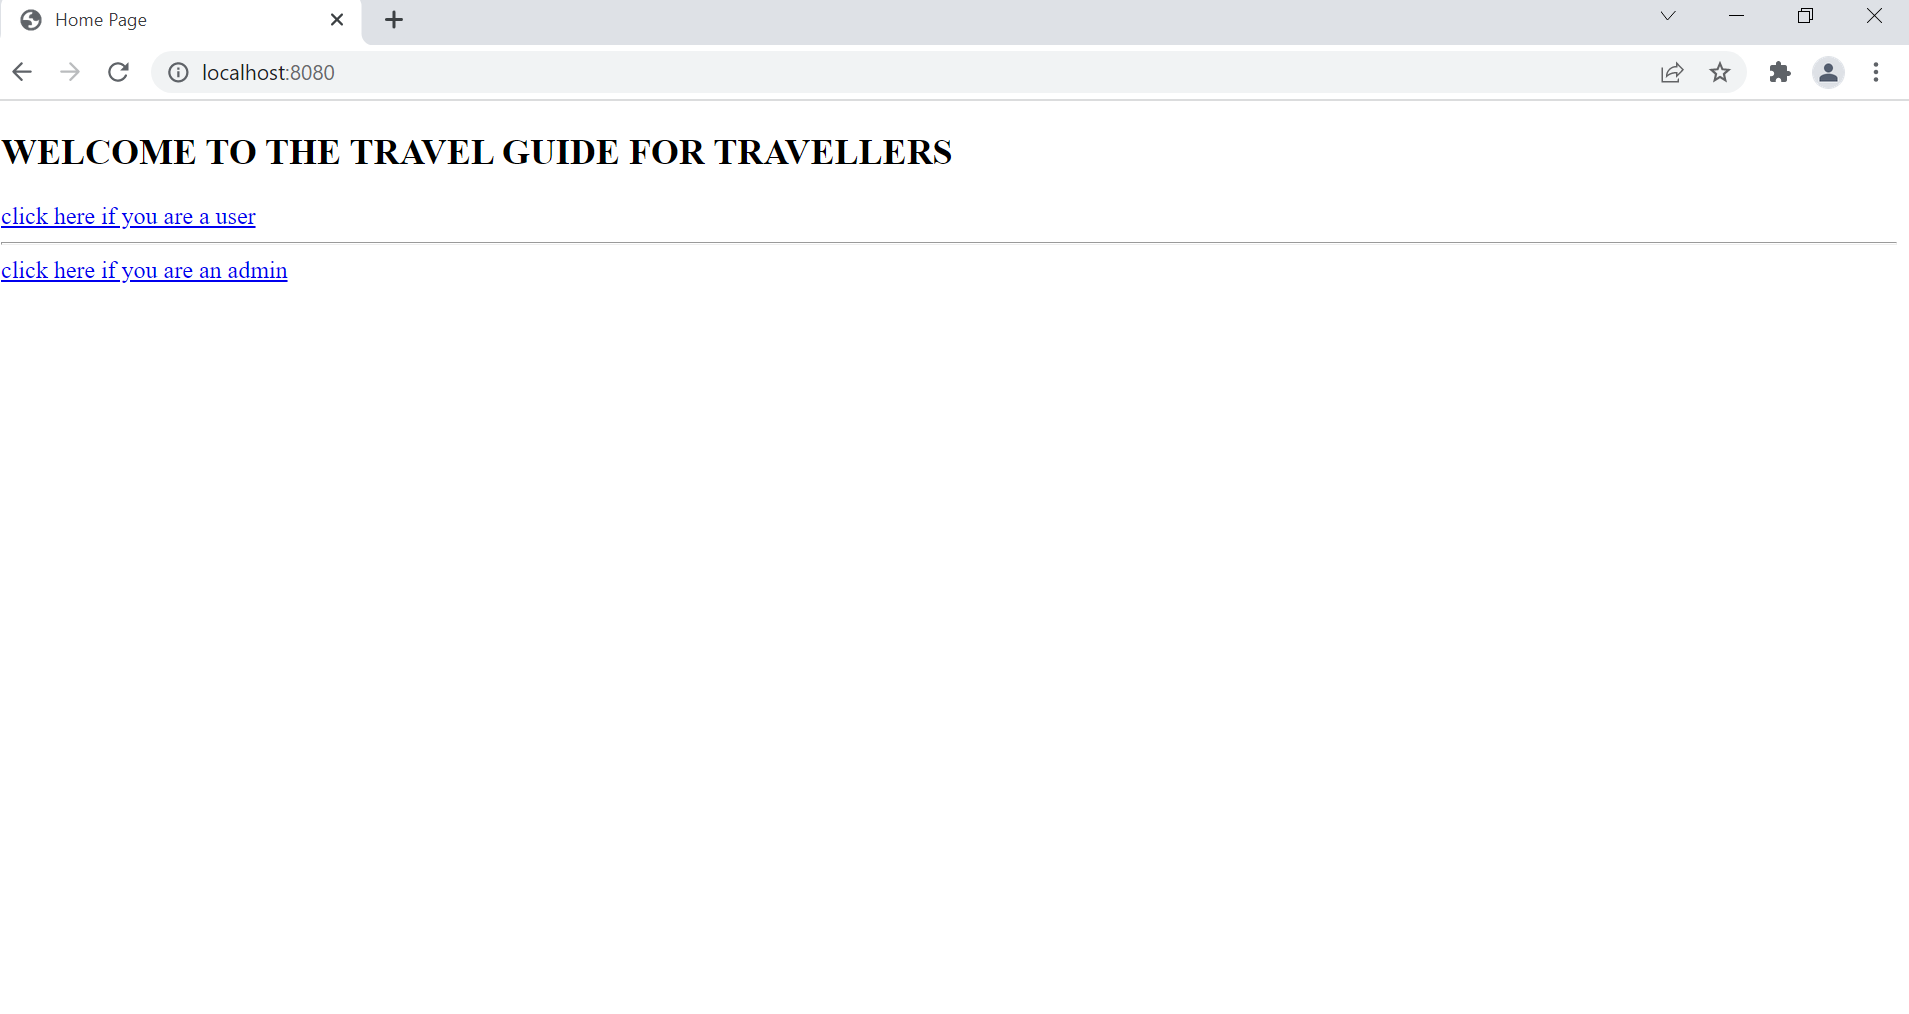 Home Page
localhost:8080
WELCOME TO THE TRAVEL GUIDE FOR TRAVELLERS
click here if you are a user
click here if you are an admin